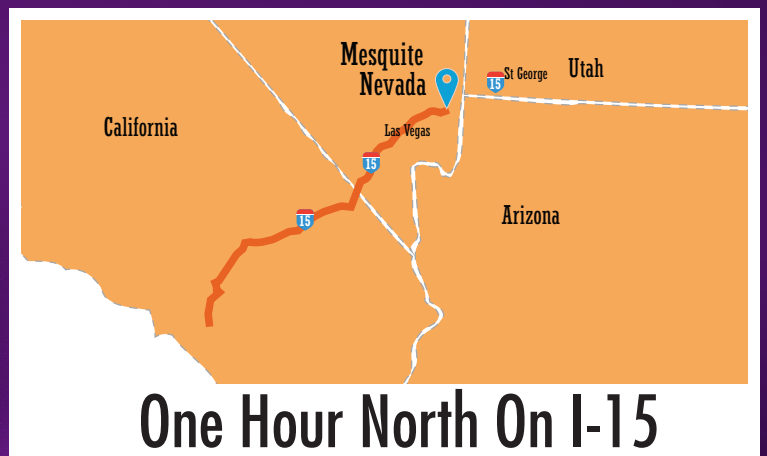 Mesquite
Nevada
15
St George
Utah
California
Las Vegas
15
15
Arizona
One Hour North On I-15